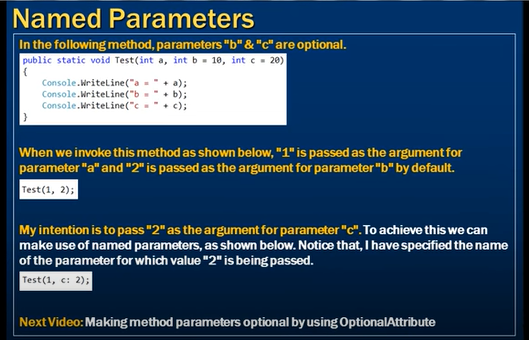 Named Parameters
In the following method, parameters "b" & "c" are optional.
public static void Test(int a, int b = 10, int c = 20)
{
Console.WriteLine("a = " + a);
Console.WriteLine("b = " + b);
Console.WriteLine("c = " + c);
}
When we invoke this method as shown below, "1" is passed as the argument for
parameter "a" and "2" is passed as the argument for parameter "b" by default.
Test(1, 2);
My intention is to pass "2" as the argument for parameter "c". To achieve this we can
make use of named parameters, as shown below. Notice that, I have specified the name
of the parameter for which value "2" is being passed.
Test(1, c: 2);
Next Video: Making method parameters optional by using OptionalAttribute